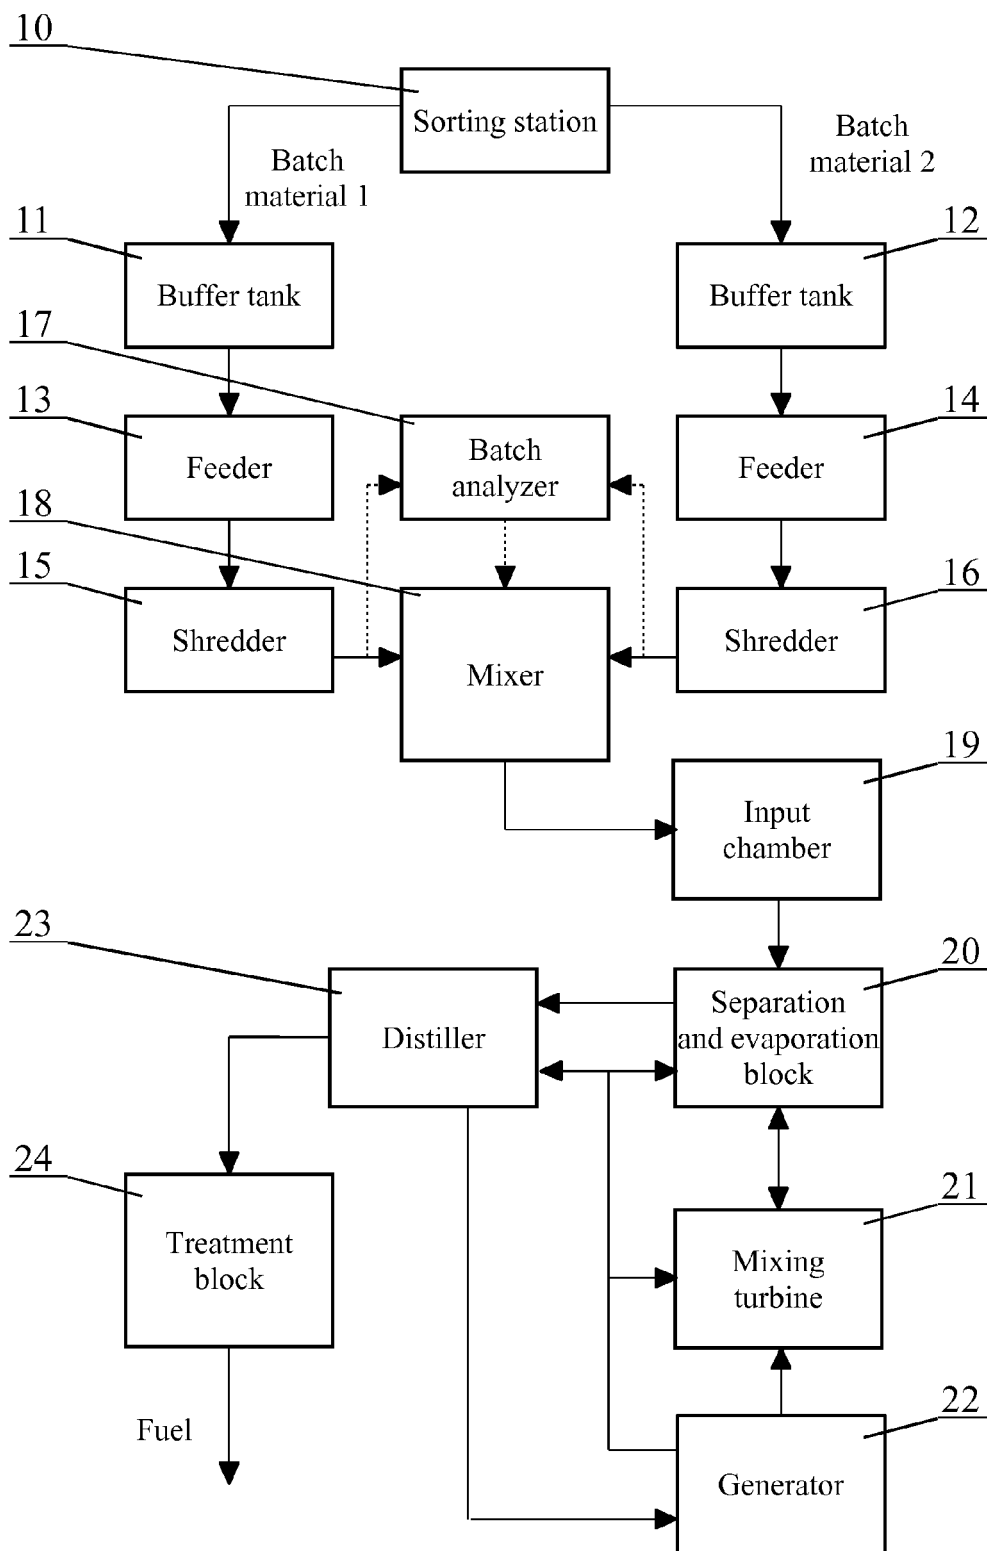 10
Sorting station
Batch
material 1
Batch
material 2
11
Buffer tank
12
Buffer tank
17
13
Feeder
Batch
analyzer
14
Feeder
18
15
Shredder
Mixer
16
Shredder
19
Input
chamber
23
Distiller
20
Separation
and evaporation
block
24
Treatment
block
21
Mixing
turbine
Fuel
22
Generator